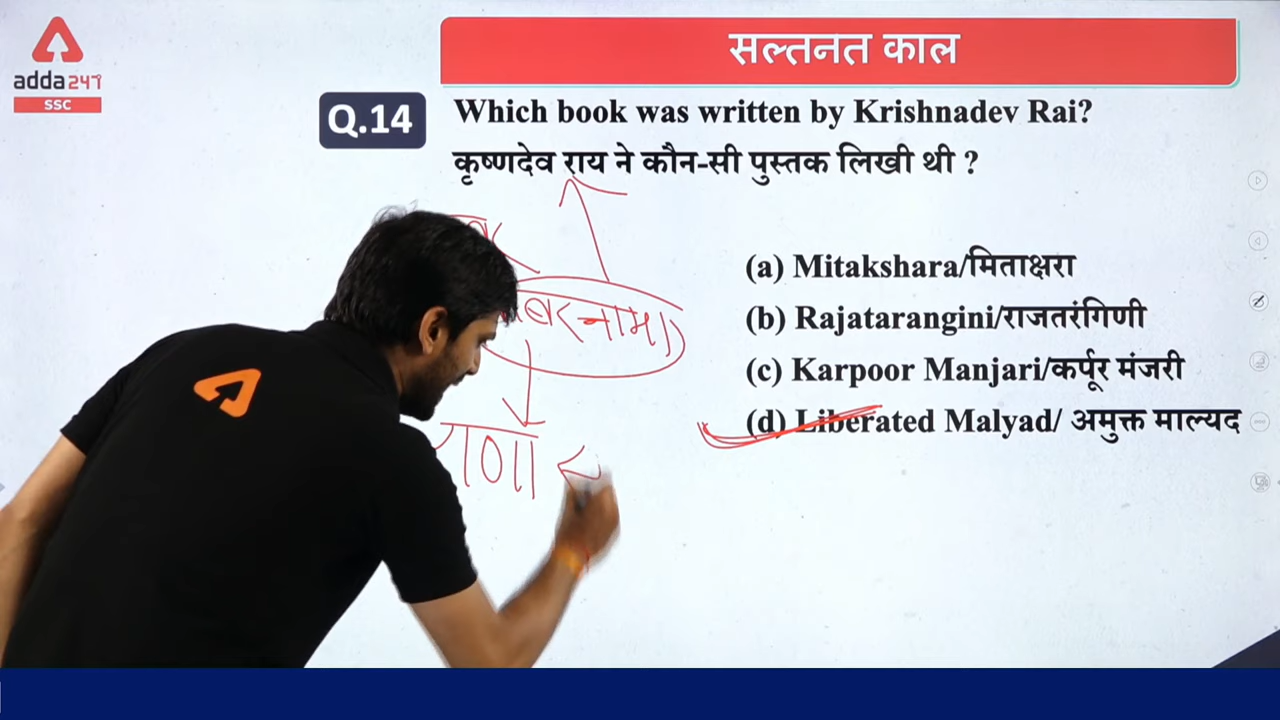 adda247
SSC
सल्तनत काल
Q.14 Which book was written by Krishnadev Rai?
कृष्णदेव राय ने कौन-सी पुस्तक लिखी थी ?
(a) Mitakshara/मिताक्षरा
(b) Rajatarangini/राजतरंगिणी
(c) Karpoor Manjari/कर्पूर मंजरी
(d) Liberated Malyad/ अमुक्त माल्यद